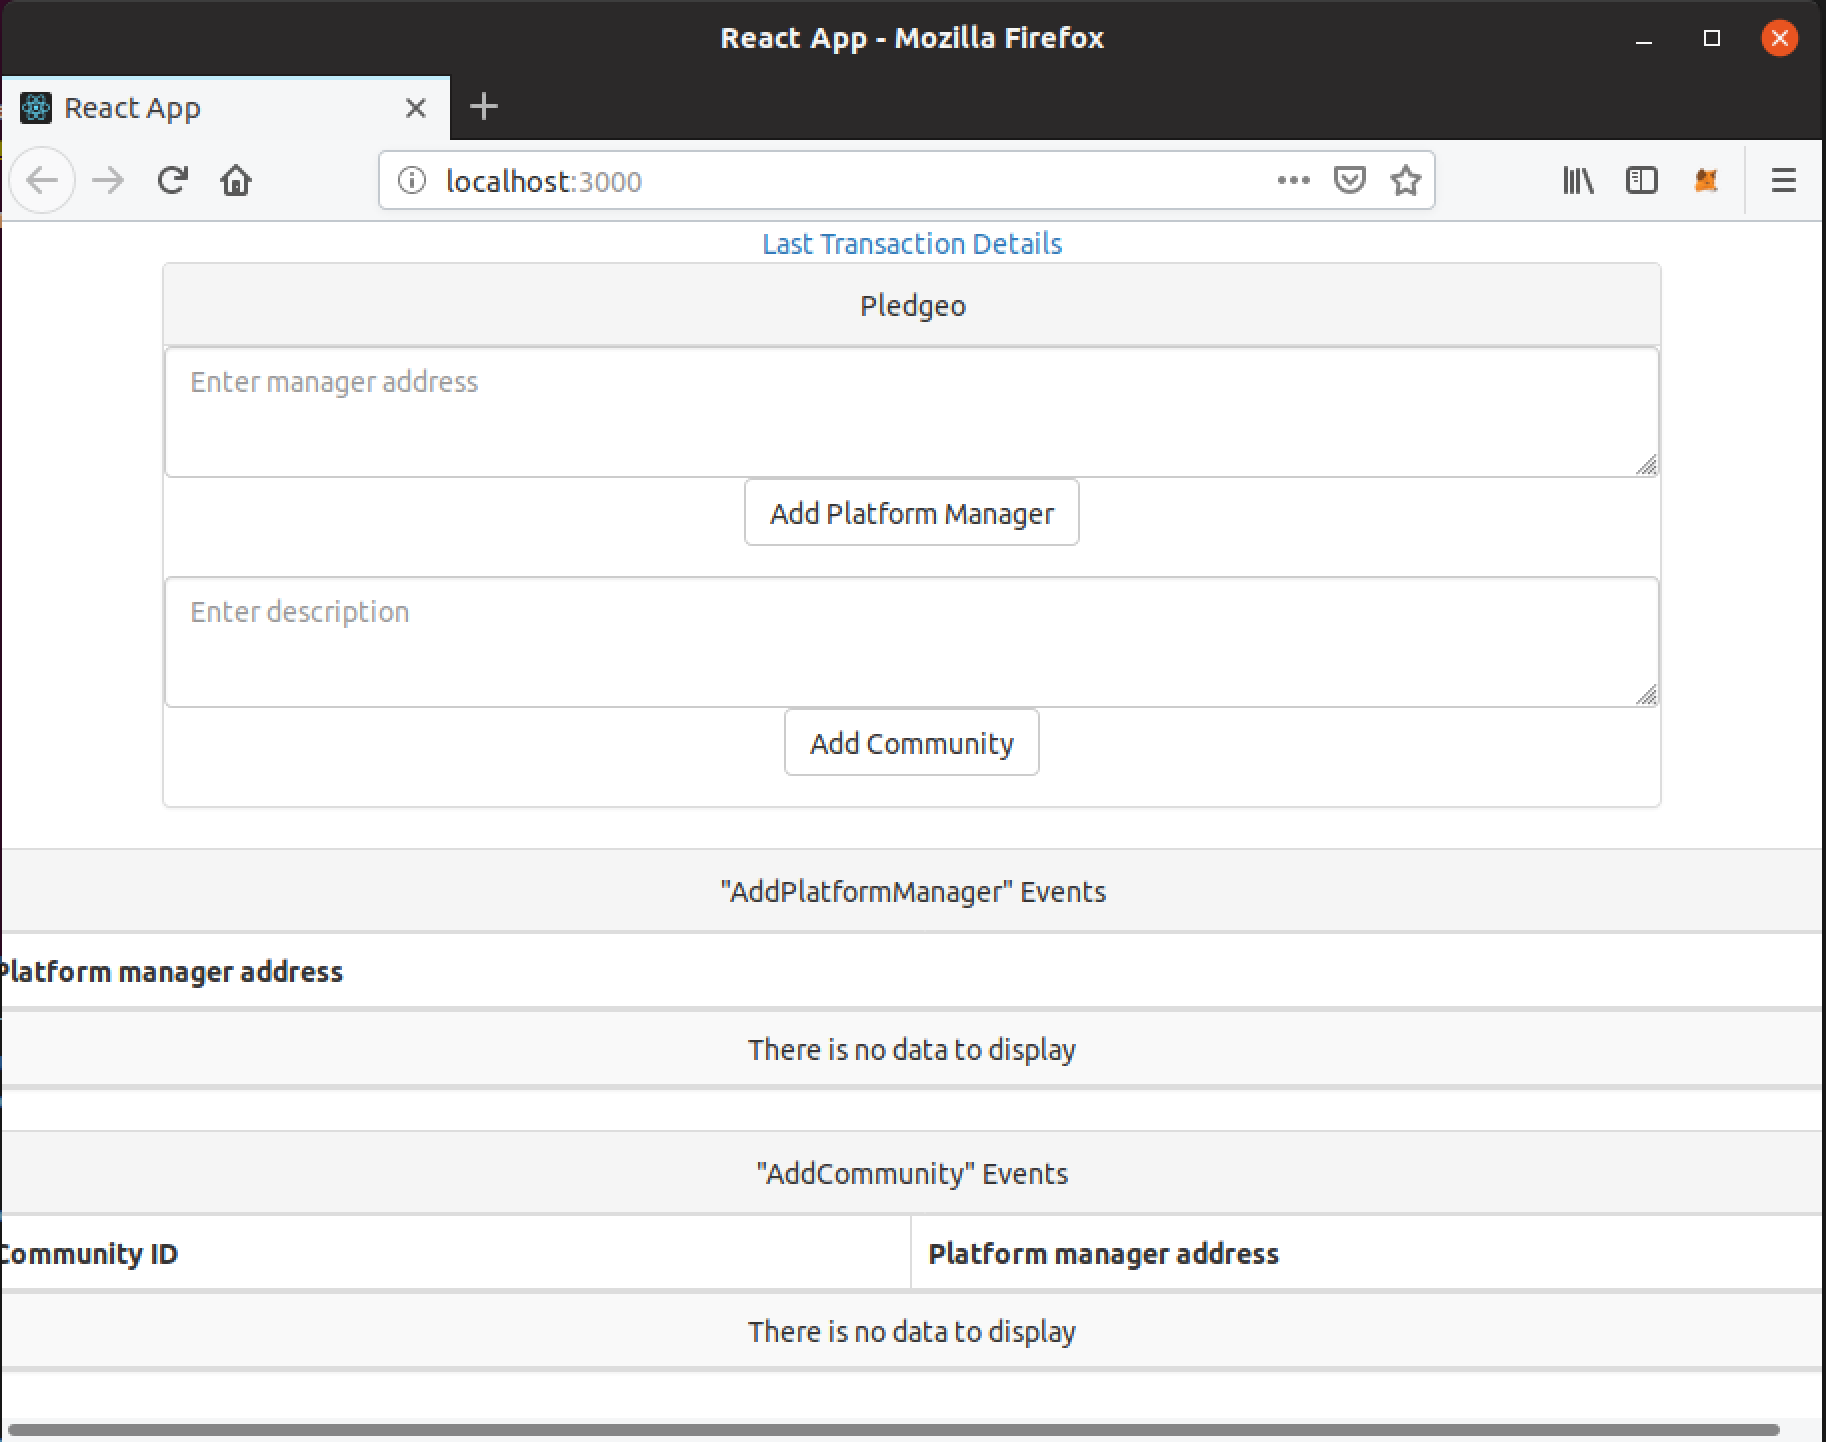 React App - Mozilla Firefox
React App
localhost:3000
Last Transaction Details
Pledgeo
Enter manager address
Add Platform Manager
Enter description
Add Community
"AddPlatformManager" Events
Platform manager address
There is no data to display
"AddCommunity" Events
Community ID Platform manager address
There is no data to display